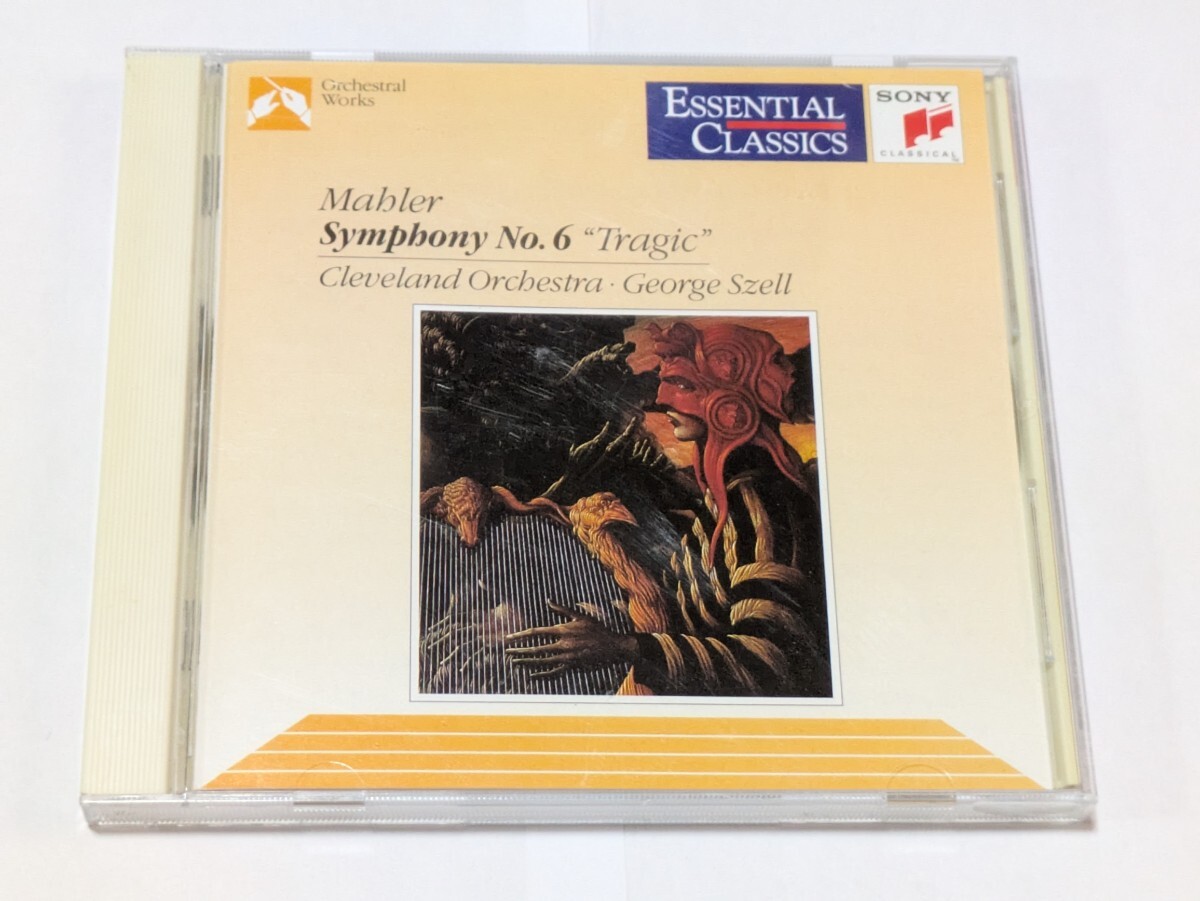 Orchestral
Works
ESSENTIAL
CLASSICS
SONY
CLASSICAL
Mahler
Symphony No. 6 “Tragic”
Cleveland Orchestra · George Szell